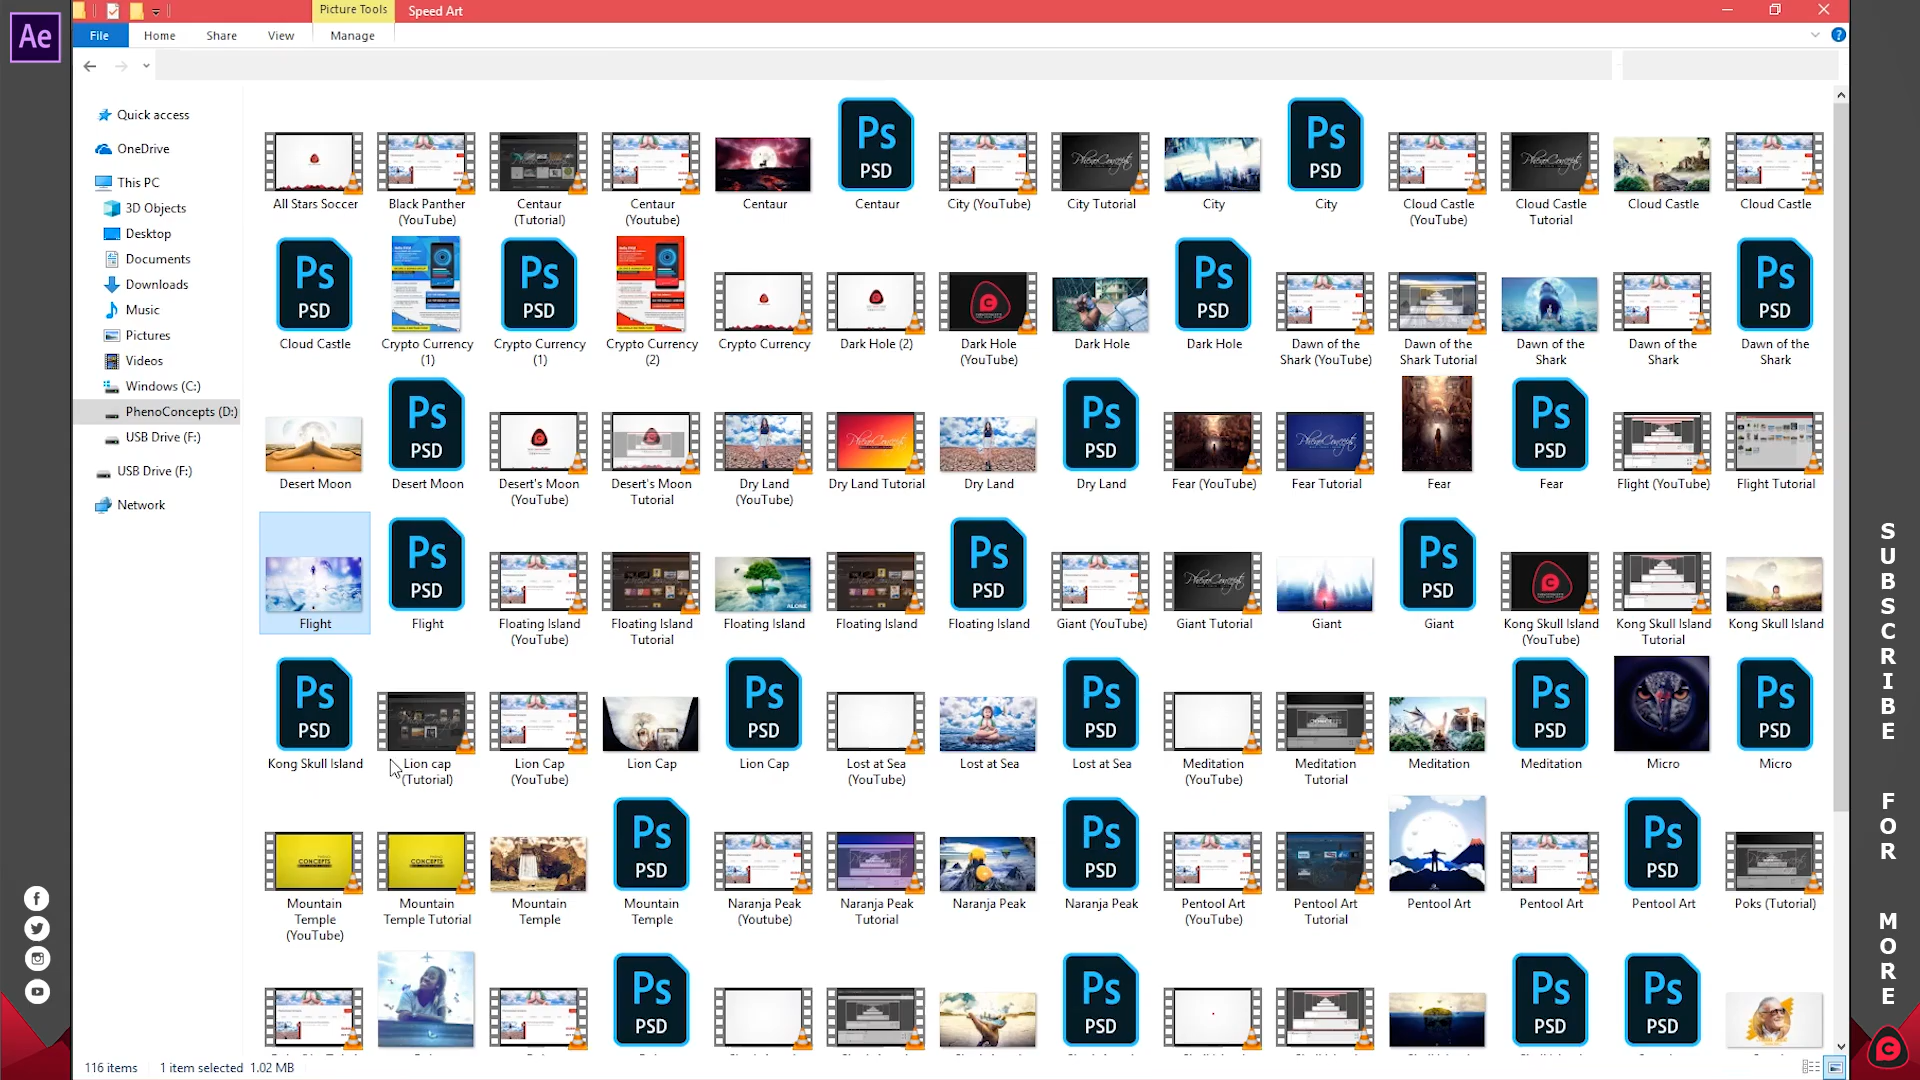 Ae
Picture Tools
Speed Art
File
Home
Share
View
Manage
Quick access
OneDrive
This PC
3D Objects
Desktop
Documents
Downloads
Music
Pictures
Videos
Windows (C:)
PhenoConcepts (D:)
USB Drive (F:)
USB Drive (F:)
Network
All Stars Soccer
Black Panther
(YouTube)
Centaur
(Tutorial)
Centaur
(Youtube)
Centaur
Ps
PSD
Centaur
City (YouTube)
PhenoConcepts
City Tutorial
City
Ps
PSD
City
Cloud Castle
(YouTube)
PhenoConcepts
Cloud Castle
Tutorial
Cloud Castle
Cloud Castle
Ps
PSD
Cloud Castle
Crypto Currency
(1)
Ps
PSD
Crypto Currency
(1)
Crypto Currency
(2)
Crypto Currency
Dark Hole (2)
Dark Hole
(YouTube)
Dark Hole
Ps
PSD
Dark Hole
Dawn of the
Shark (YouTube)
Dawn of the
Shark Tutorial
Dawn of the
Shark
Dawn of the
Shark
Ps
PSD
Dawn of the
Shark
Desert Moon
Ps
PSD
Desert Moon
Desert's Moon
(YouTube)
Desert's Moon
Tutorial
Dry Land
(YouTube)
PhenoConcepts
Dry Land Tutorial
Dry Land
Ps
PSD
Dry Land
Fear (YouTube)
PhenoConcepts
Fear Tutorial
Fear
Ps
PSD
Fear
Flight (YouTube)
Flight Tutorial
Flight
Ps
PSD
Flight
Floating Island
(YouTube)
Floating Island
Tutorial
ALONE
Floating Island
Floating Island
Ps
PSD
Floating Island
Giant (YouTube)
PhenoConcepts
Giant Tutorial
Giant
Ps
PSD
Giant
Kong Skull Island
(YouTube)
Kong Skull Island
Tutorial
Kong Skull Island
Ps
PSD
Kong Skull Island
Lion cap
(Tutorial)
Lion Cap
(YouTube)
Lion Cap
Ps
PSD
Lion Cap
Lost at Sea
(YouTube)
Lost at Sea
Ps
PSD
Lost at Sea
Meditation
(YouTube)
Meditation
Tutorial
Meditation
Ps
PSD
Meditation
Micro
Ps
PSD
Micro
CONCEPTS
Mountain
Temple
(YouTube)
CONCEPTS
Mountain
Temple Tutorial
Mountain
Temple
Ps
PSD
Mountain
Temple
Naranja Peak
(Youtube)
Naranja Peak
Tutorial
Naranja Peak
Ps
PSD
Naranja Peak
Pentool Art
(YouTube)
Pentool Art
Tutorial
Pentool Art
Pentool Art
Ps
PSD
Pentool Art
Poks (Tutorial)
Ps
PSD
Ps
PSD
Ps
PSD
Ps
PSD
116 items
1 item selected 1.02 MB
SUBSCRIBE
FOR
MORE